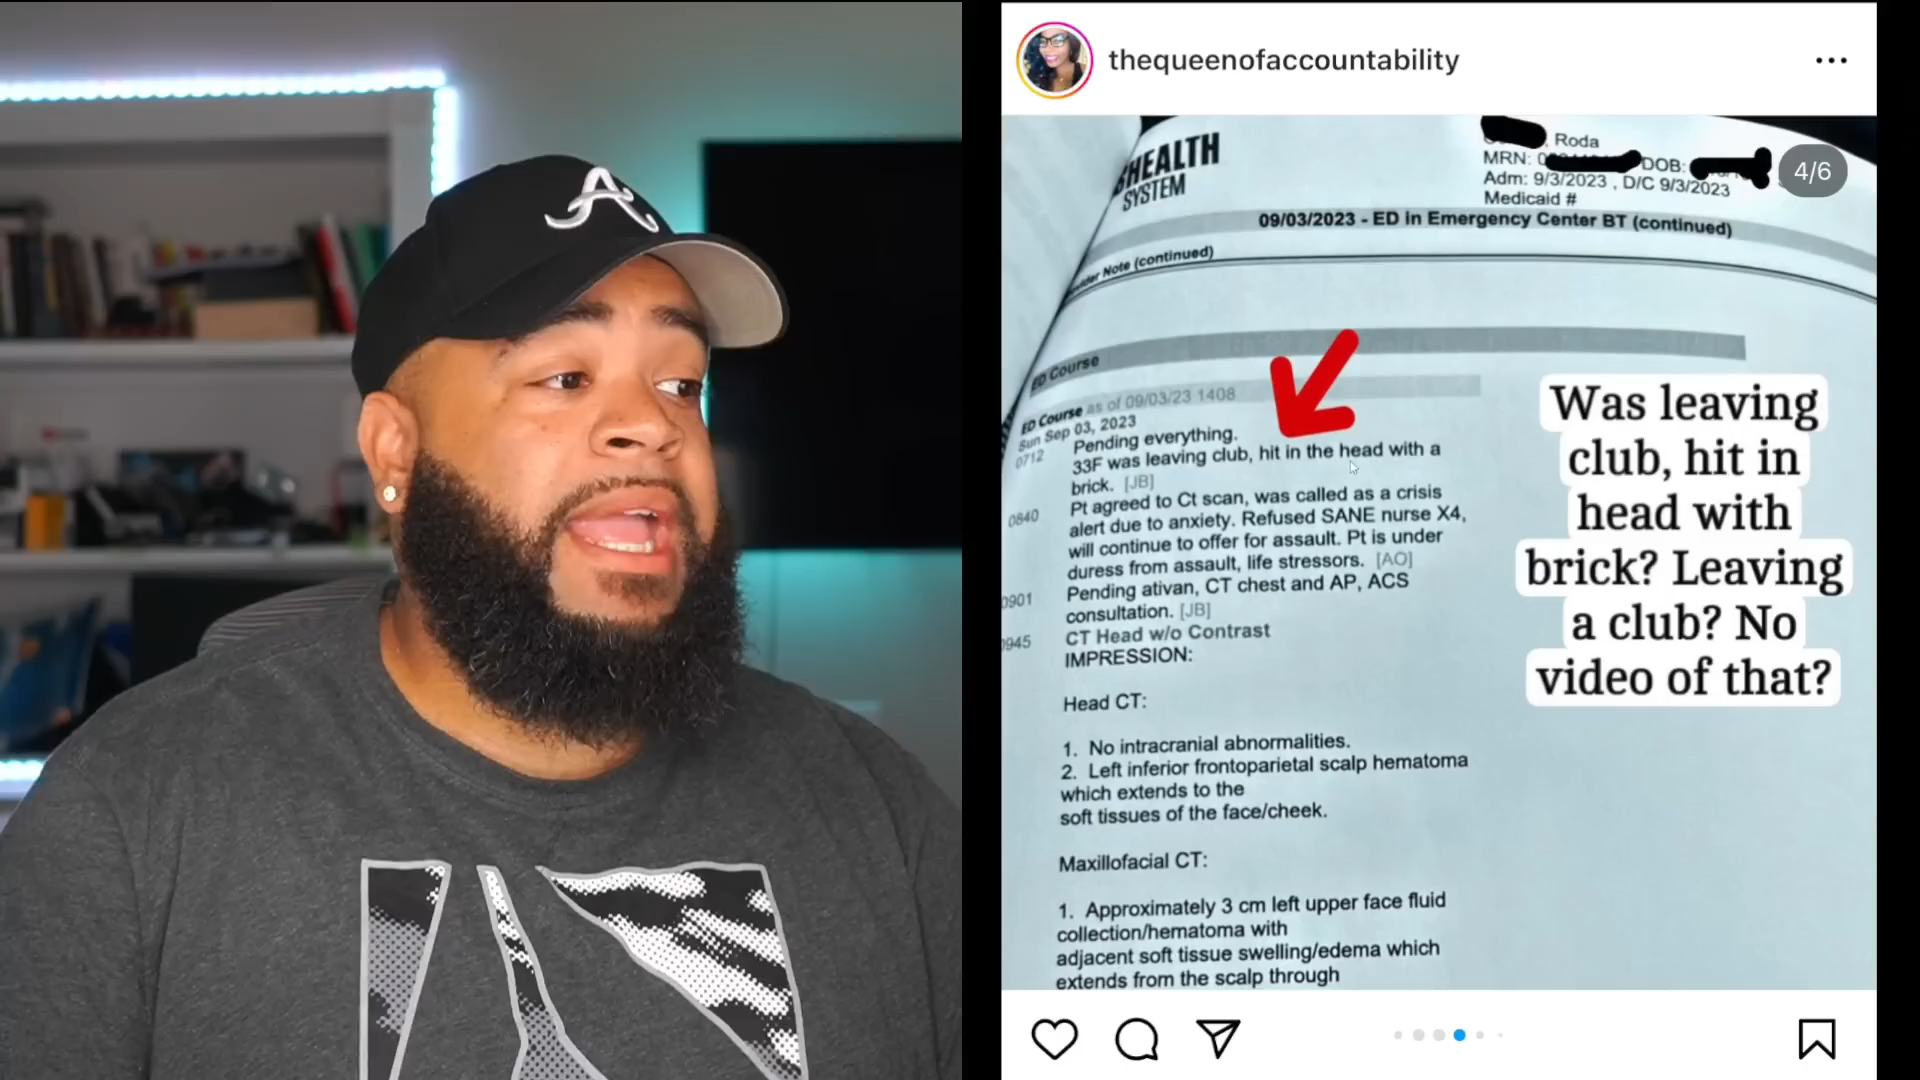 thequeenofaccountability
HEALTH
SYSTEM
Roda
MRN: DOB:
4/6
Adm: 9/3/2023 , D/C 9/3/2023
Medicaid #
09/03/2023 - ED in Emergency Center BT (continued)
Note (continued)
ED Course
ED Course as of 09/03/23 1408
Sun Sep 03, 2023
0712 Pending everything.
33F was leaving club, hit in the head with a
brick. [JB]
0840 Pt agreed to Ct scan, was called as a crisis
alert due to anxiety. Refused SANE nurse X4,
will continue to offer for assault. Pt is under
duress from assault, life stressors. [AO]
0901 Pending ativan, CT chest and AP, ACS
consultation. [JB]
0945 CT Head w/o Contrast
IMPRESSION:
Head CT:
1. No intracranial abnormalities.
2. Left inferior frontoparietal scalp hematoma
which extends to the
soft tissues of the face/cheek.
Maxillofacial CT:
1. Approximately 3 cm left upper face fluid
collection/hematoma with
adjacent soft tissue swelling/edema which
extends from the scalp through
Was leaving
club, hit in
head with
brick? Leaving
a club? No
video of that?
A